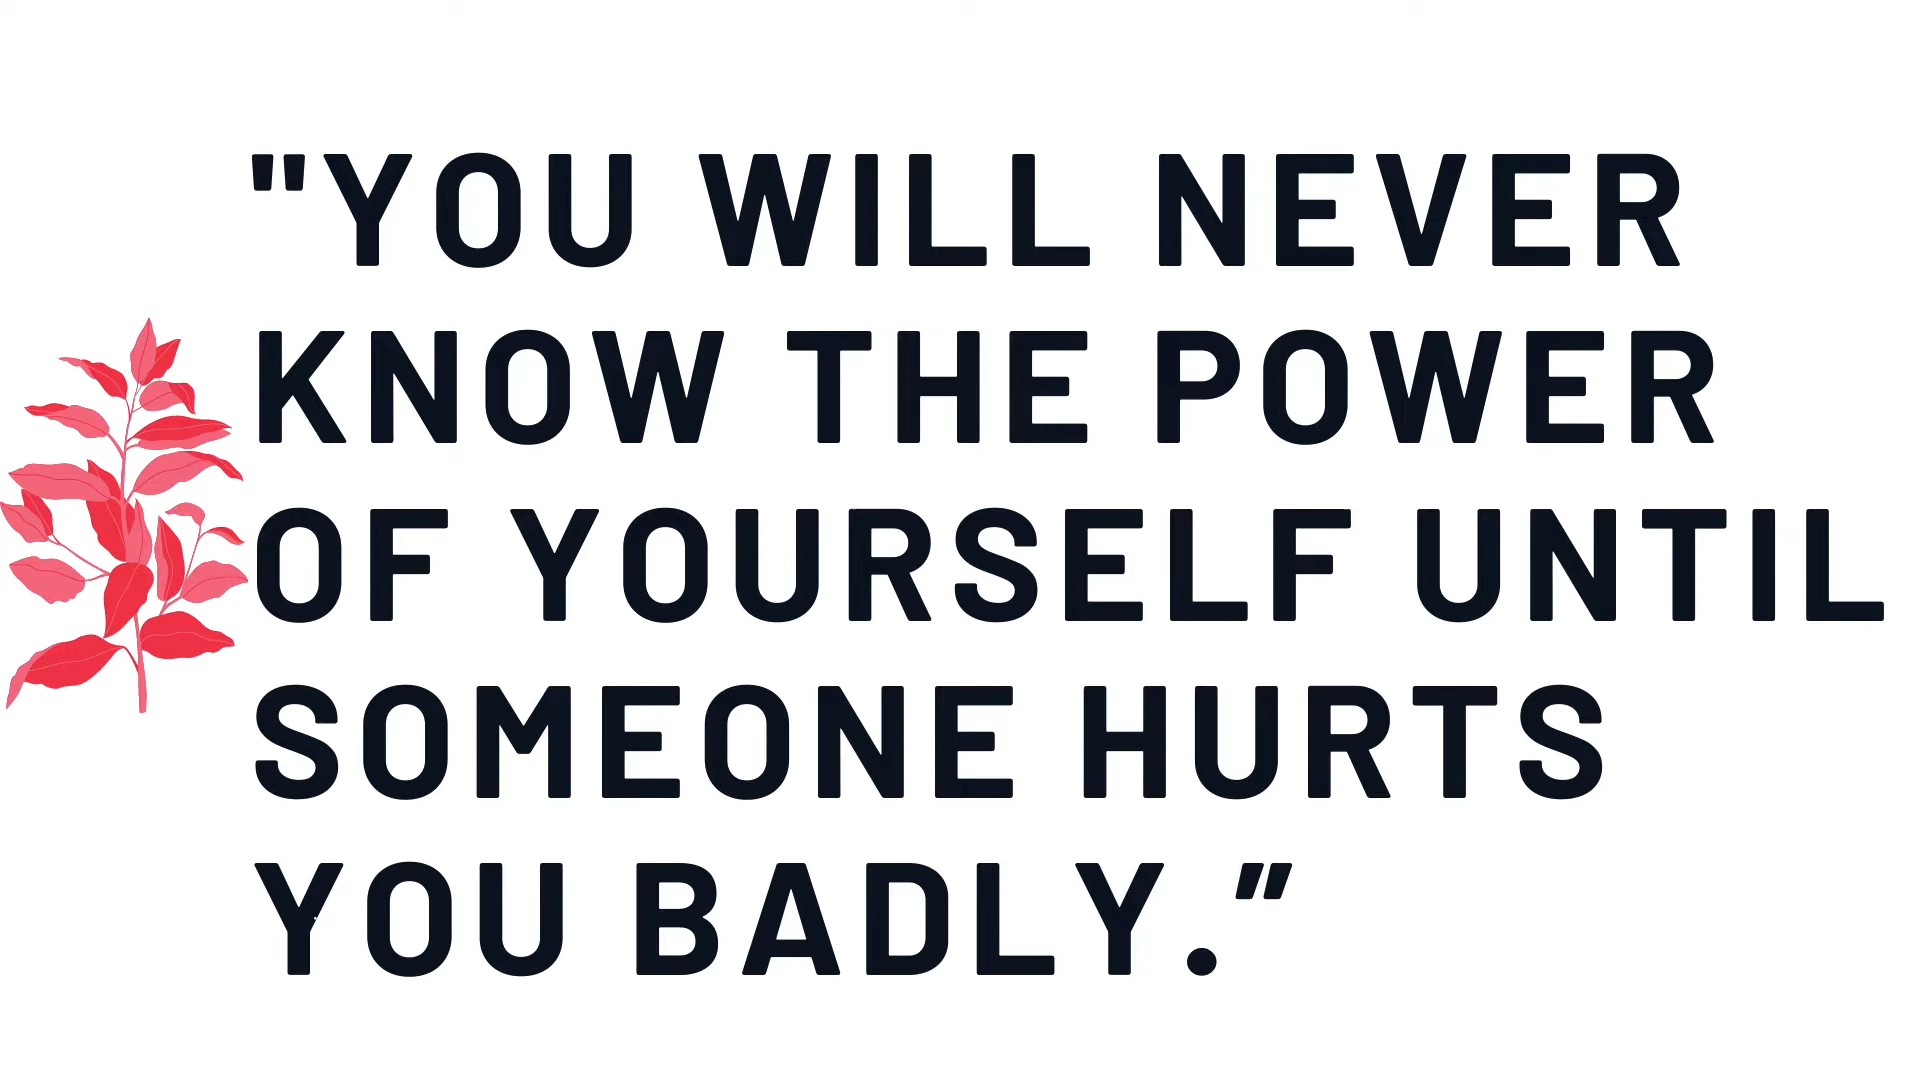 "YOU WILL NEVER
KNOW THE POWER
OF YOURSELF UNTIL
SOMEONE HURTS
YOU BADLY.”